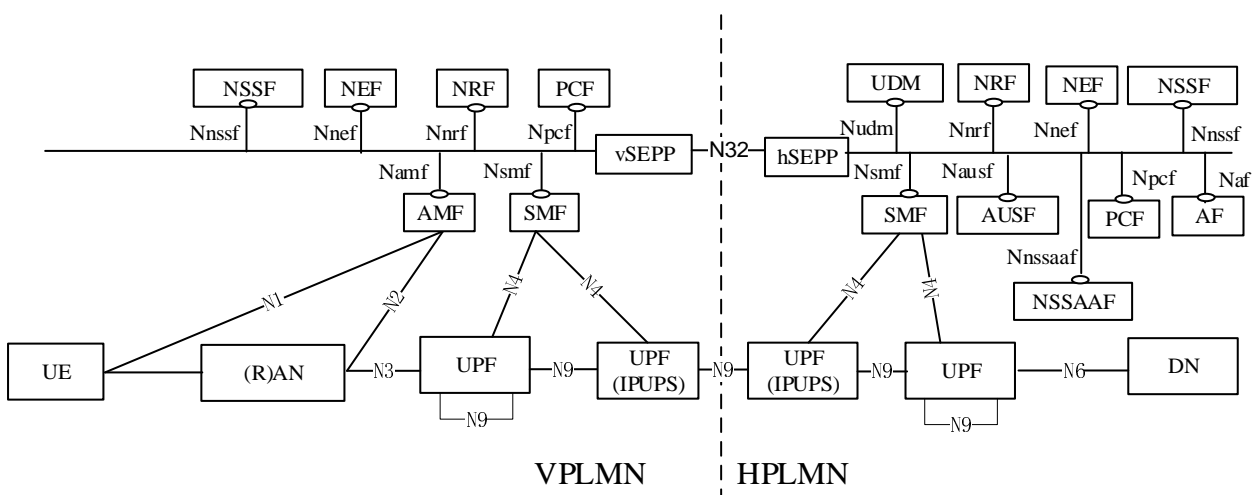 NSSF NEF NRF PCF UDM NRF NEF NSSF
Nnssf Nnef Nnrf Npcf Nudm Nnrf Nnef Nnssf
vSEPP N32 hSEPP
Namf Nsmf Nsmf Nausf Npcf Naf
AMF SMF SMF AUSF PCF AF
Nnssaaf
N1 N2 N4 N4 N4 N4
NSSAAF
UE (R)AN N3 UPF N9 UPF N9 UPF N9 UPF N6 DN
(IPUPS) (IPUPS)
N9 N9
VPLMN HPLMN